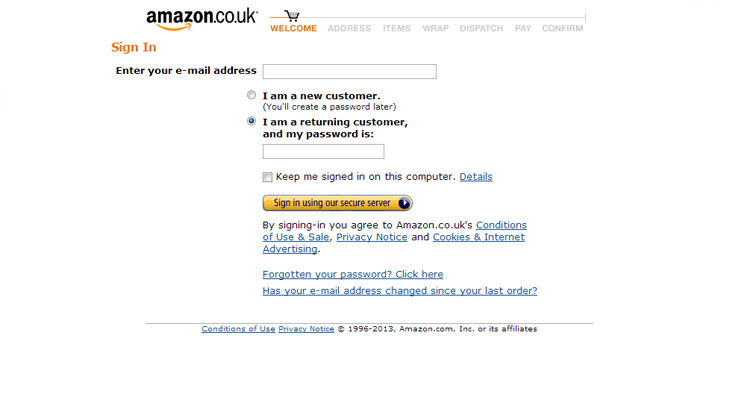 amazon.co.uk
WELCOME ADDRESS ITEMS WRAP DISPATCH PAY CONFIRM
Sign In
Enter your e-mail address
I am a new customer.
(You'll create a password later)
I am a returning customer,
and my password is:
Keep me signed in on this computer. Details
Sign in using our secure server
By signing-in you agree to Amazon.co.uk's Conditions
of Use & Sale, Privacy Notice and Cookies & Internet
Advertising.
Forgotten your password? Click here
Has your e-mail address changed since your last order?
Conditions of Use Privacy Notice © 1996-2013, Amazon.com, Inc. or its affiliates